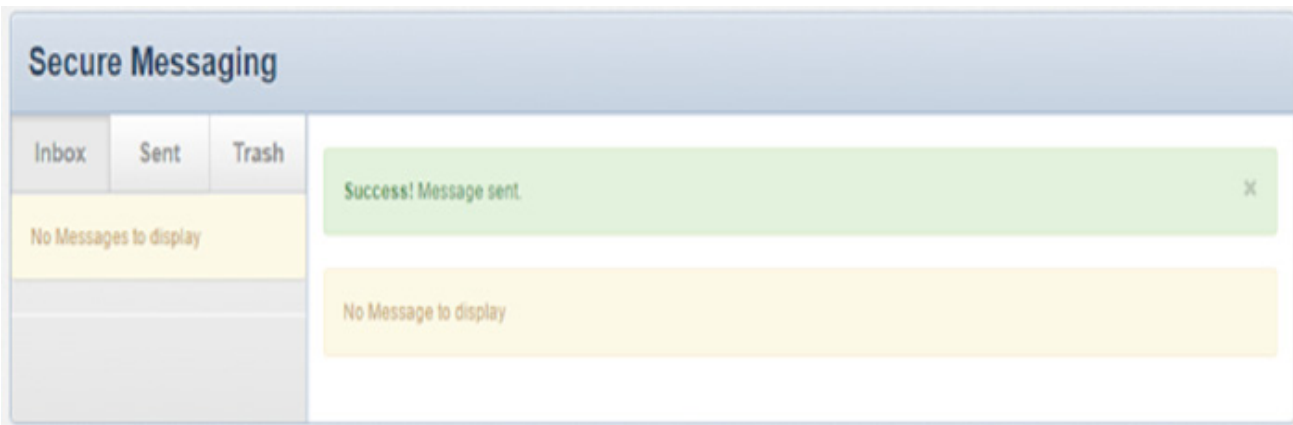 Secure Messaging
Inbox Sent Trash
Success! Message sent. ×
No Messages to display
No Message to display